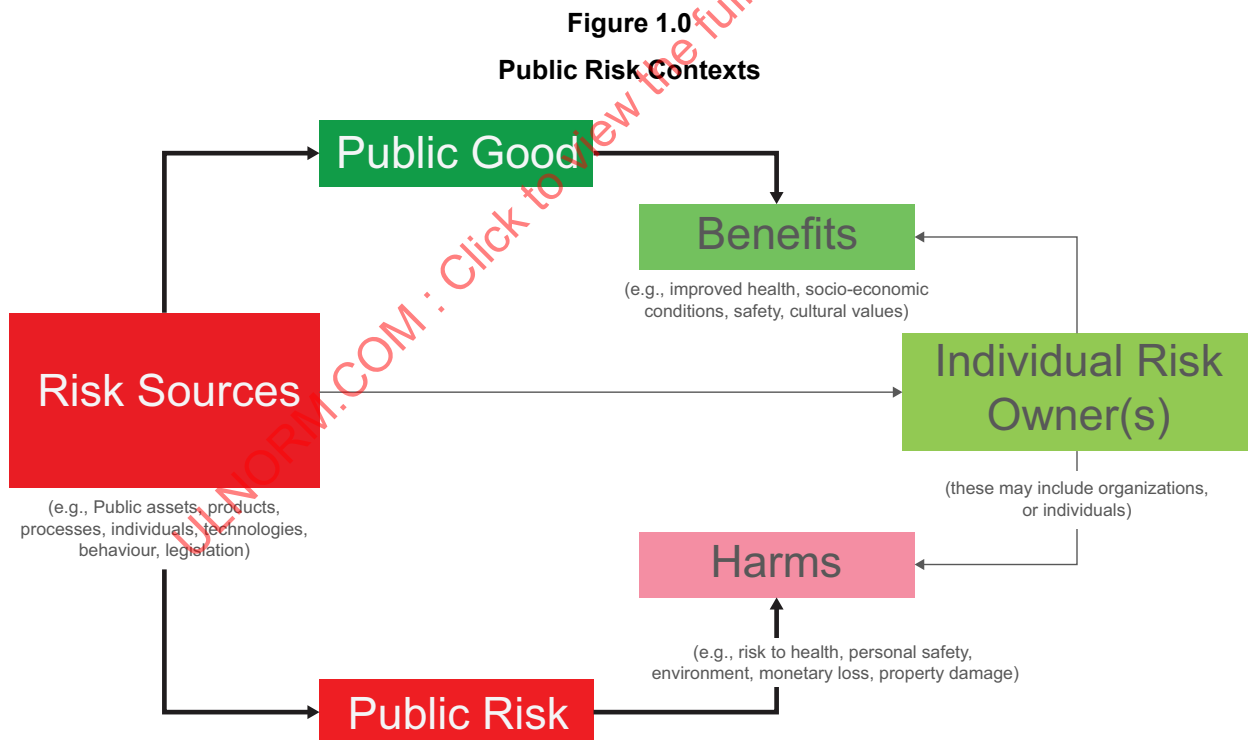 Figure 1.0
Public Risk Contexts
Public Good
Benefits
(e.g., improved health, socio-economic
conditions, safety, cultural values)
Risk Sources
(e.g., Public assets, products,
processes, individuals, technologies,
behaviour, legislation)
Individual Risk
Owner(s)
(these may include organizations,
or individuals)
Harms
(e.g., risk to health, personal safety,
environment, monetary loss, property damage)
Public Risk
ULNORM.COM : Click to view the full